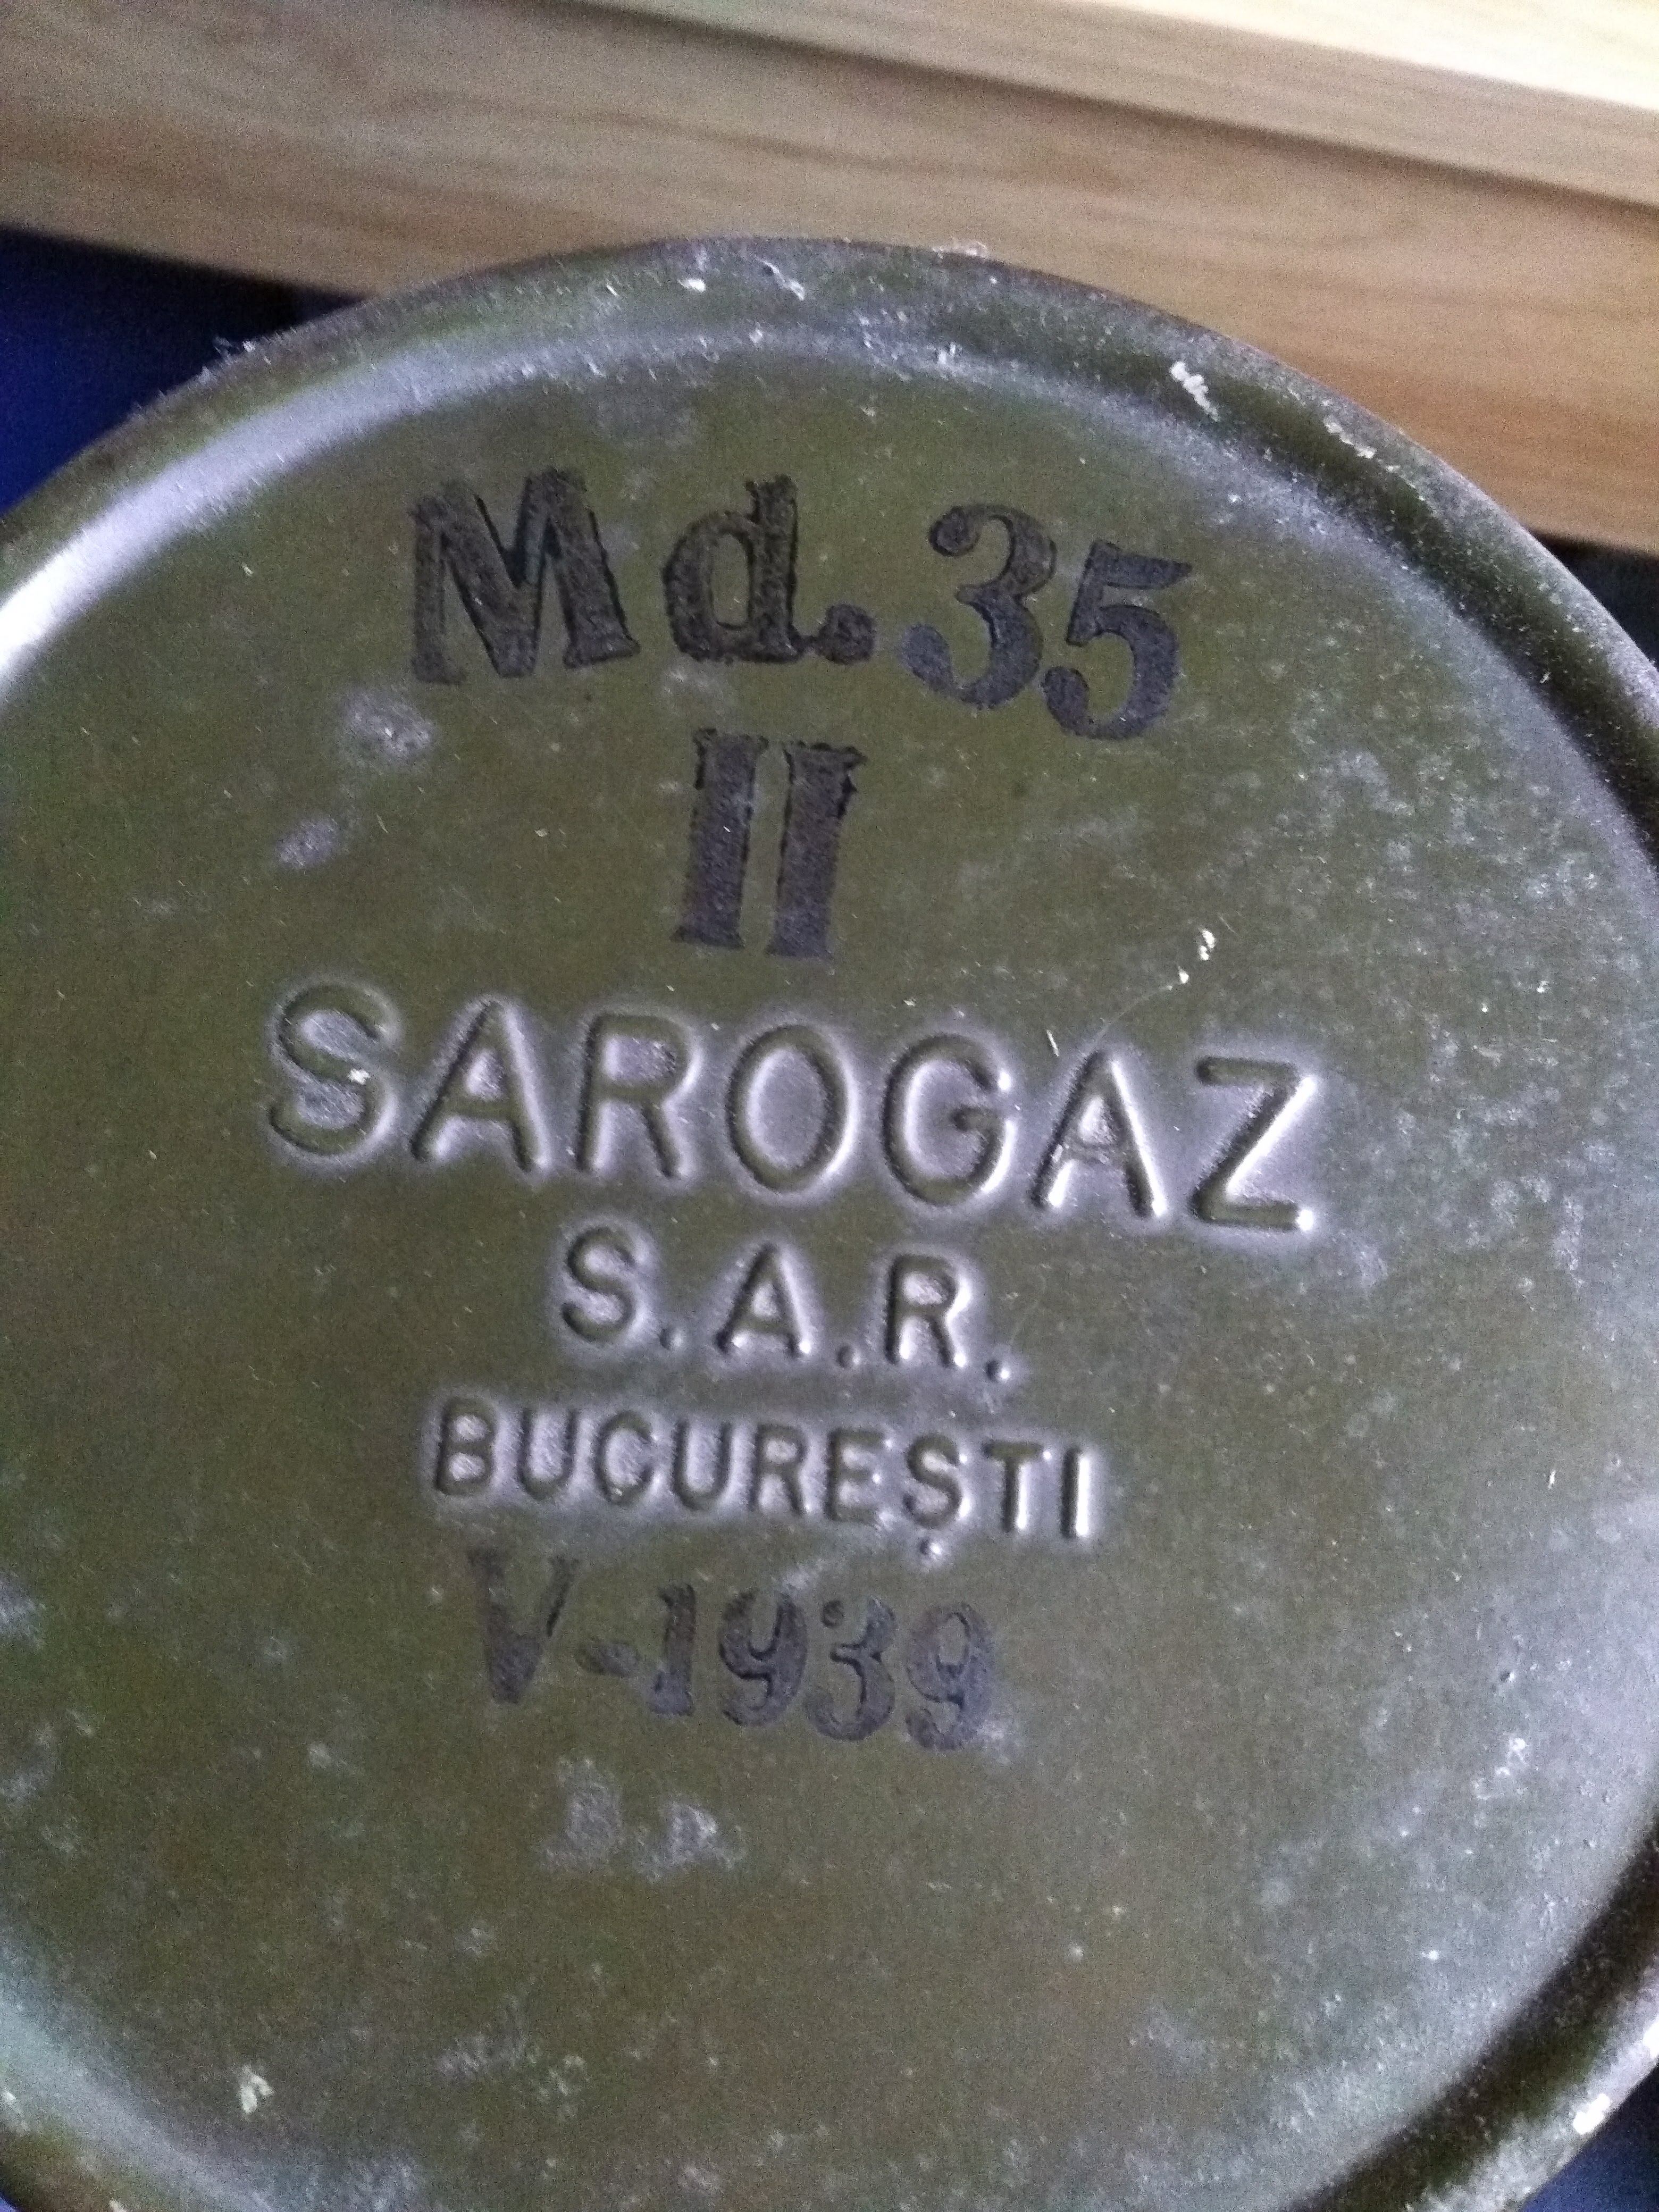 Md. 35
II
SAROGAZ
S.A.R.
BUCUREȘTI
V-1939